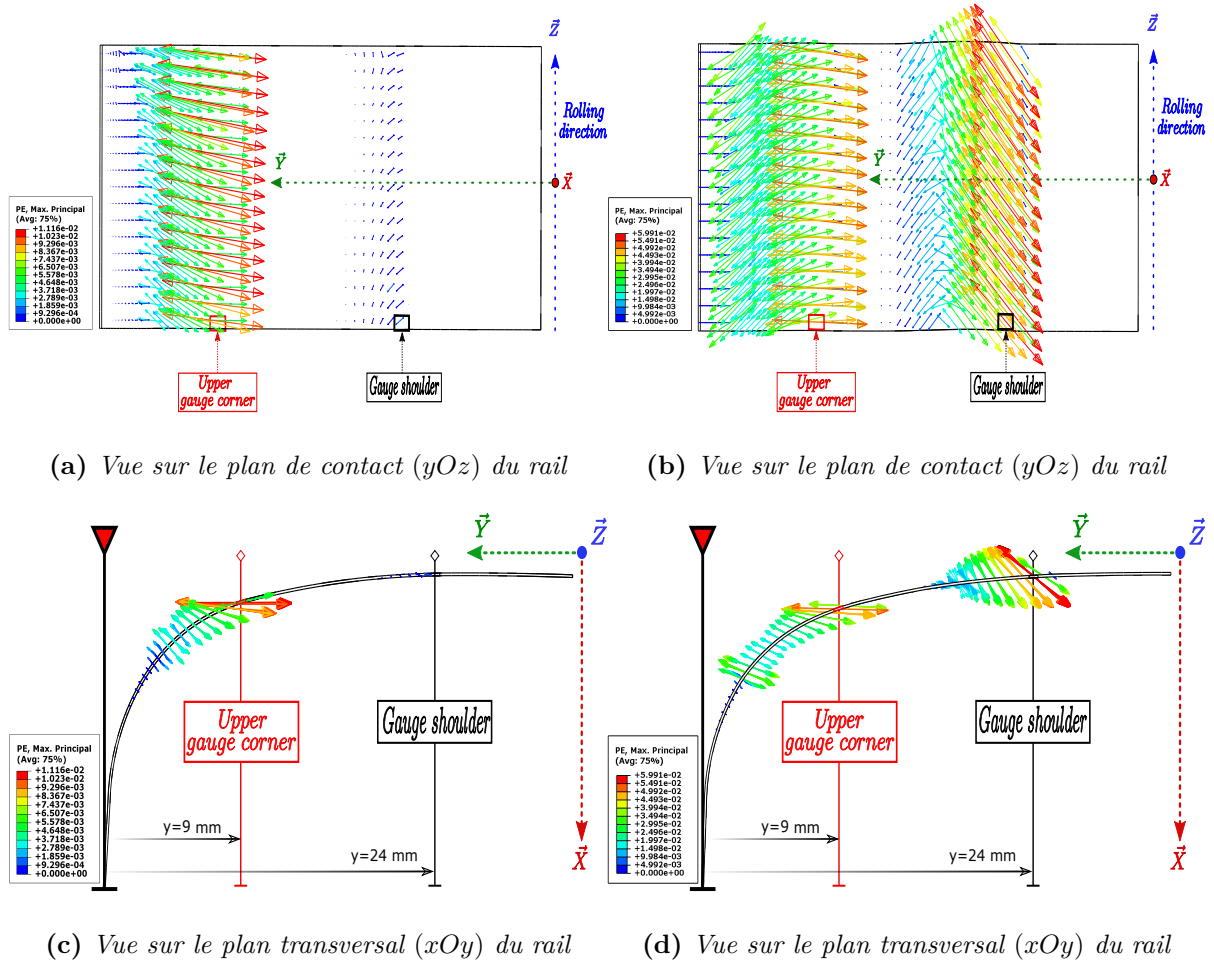 Z⃗
Rolling
direction
Y⃗
X⃗
PE, Max. Principal
(Avg: 75%)
+1.116e-02
+1.023e-02
+9.296e-03
+8.367e-03
+7.437e-03
+6.507e-03
+5.578e-03
+4.648e-03
+3.718e-03
+2.789e-03
+1.859e-03
+9.296e-04
+0.000e+00
Upper
gauge corner
Gauge shoulder
(a) Vue sur le plan de contact (yOz) du rail
Z⃗
Rolling
direction
Y⃗
X⃗
PE, Max. Principal
(Avg: 75%)
+5.991e-02
+5.491e-02
+4.992e-02
+4.493e-02
+3.994e-02
+3.494e-02
+2.995e-02
+2.496e-02
+1.997e-02
+1.498e-02
+9.984e-03
+4.992e-03
+0.000e+00
Upper
gauge corner
Gauge shoulder
(b) Vue sur le plan de contact (yOz) du rail
Y⃗
Z⃗
Upper
gauge corner
Gauge shoulder
PE, Max. Principal
(Avg: 75%)
+1.116e-02
+1.023e-02
+9.296e-03
+8.367e-03
+7.437e-03
+6.507e-03
+5.578e-03
+4.648e-03
+3.718e-03
+2.789e-03
+1.859e-03
+9.296e-04
+0.000e+00
y=9 mm
y=24 mm
X⃗
(c) Vue sur le plan transversal (xOy) du rail
Y⃗
Z⃗
Upper
gauge corner
Gauge shoulder
PE, Max. Principal
(Avg: 75%)
+5.991e-02
+5.491e-02
+4.992e-02
+4.493e-02
+3.994e-02
+3.494e-02
+2.995e-02
+2.496e-02
+1.997e-02
+1.498e-02
+9.984e-03
+4.992e-03
+0.000e+00
y=9 mm
y=24 mm
X⃗
(d) Vue sur le plan transversal (xOy) du rail